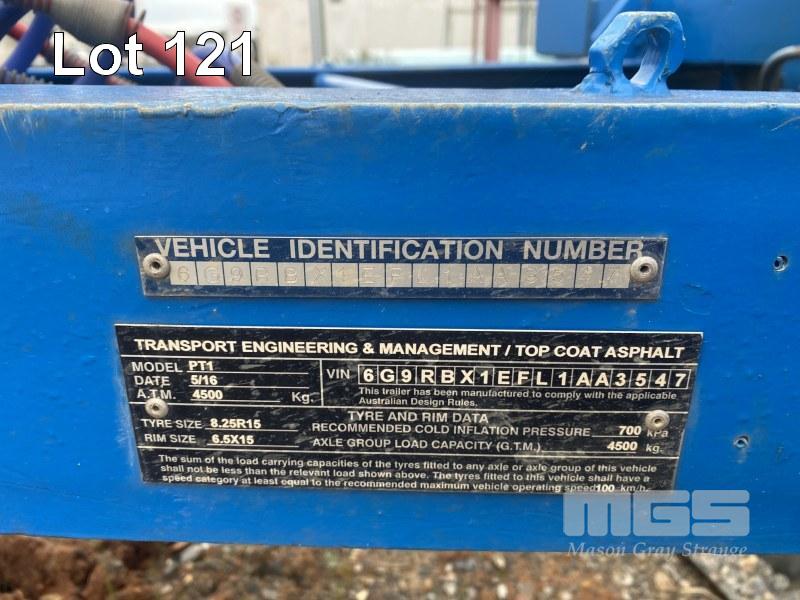 Lot 121
VEHICLE IDENTIFICATION NUMBER
TRANSPORT ENGINEERING & MANAGEMENT / TOP COAT ASPHALT
MODEL PT1
DATE 5/16
A.T.M. 4500 Kg.
VIN 6G9RBX1EFL1AA3547
This trailer has been manufactured to comply with the applicable
Australian Design Rules.
TYRE AND RIM DATA
TYRE SIZE 8.25R15 RECOMMENDED COLD INFLATION PRESSURE 700 kPa
RIM SIZE 6.5X15 AXLE GROUP LOAD CAPACITY (G.T.M.) 4500 kg.
The sum of the load carrying capacities of the tyres fitted to any axle or axle group of this vehicle
shall not be less than the relevant load shown above. The tyres fitted to this vehicle shall have a
speed category at least equal to the recommended maximum vehicle operating speed 100 km/h.
MGS
Mason Gray Strange